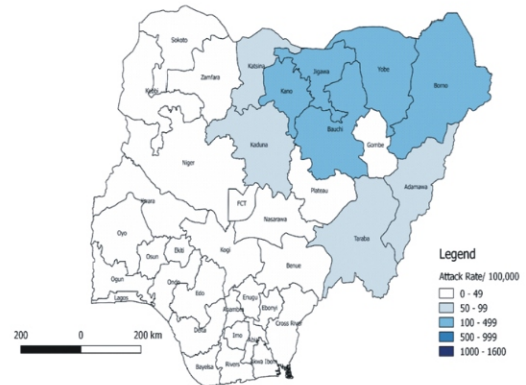 Sokoto
Katsina
Zamfara
Jigawa
Yobe
Borno
Kano
Kebbi
Bauchi
Gombe
Kaduna
Niger
Adamawa
Plateau
FCT
Kwara
Nasarawa
Taraba
Oyo
Kogi
Ekiti
Osun
Benue
Ogun
Ondo
Edo
Enugu
Lagos
Ebonyi
Anambra
Cross River
Delta
Imo
Abia
Bayelsa
Rivers
Akwa Ibom
200 0 200 km
Legend
Attack Rate/ 100,000
0 - 49
50 - 99
100 - 499
500 - 999
1000 - 1600